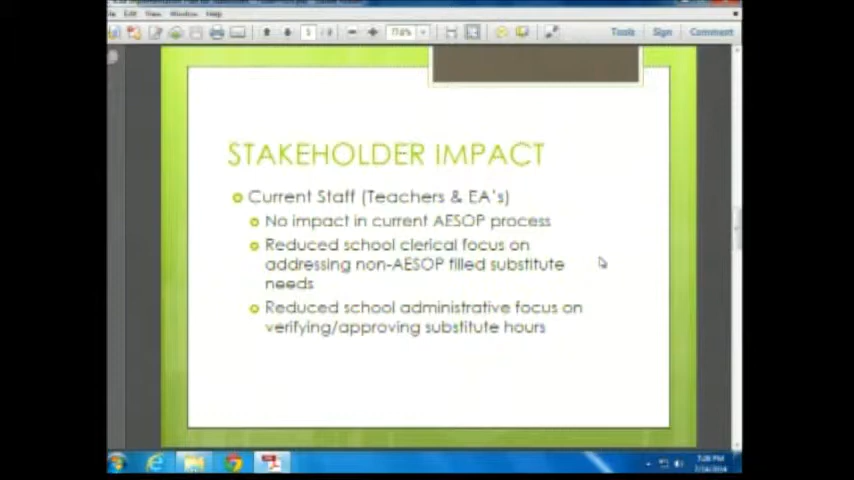 Edit View Window Help
Tools Sign Comment
STAKEHOLDER IMPACT
Current Staff (Teachers & EA's)
No impact in current AESOP process
Reduced school clerical focus on
addressing non-AESOP filled substitute
needs
Reduced school administrative focus on
verifying/approving substitute hours